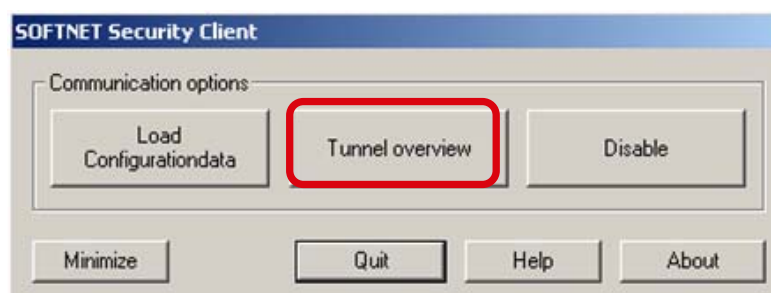 SOFTNET Security Client
Communication options
Load
Configurationdata
Tunnel overview
Disable
Minimize
Quit
Help
About